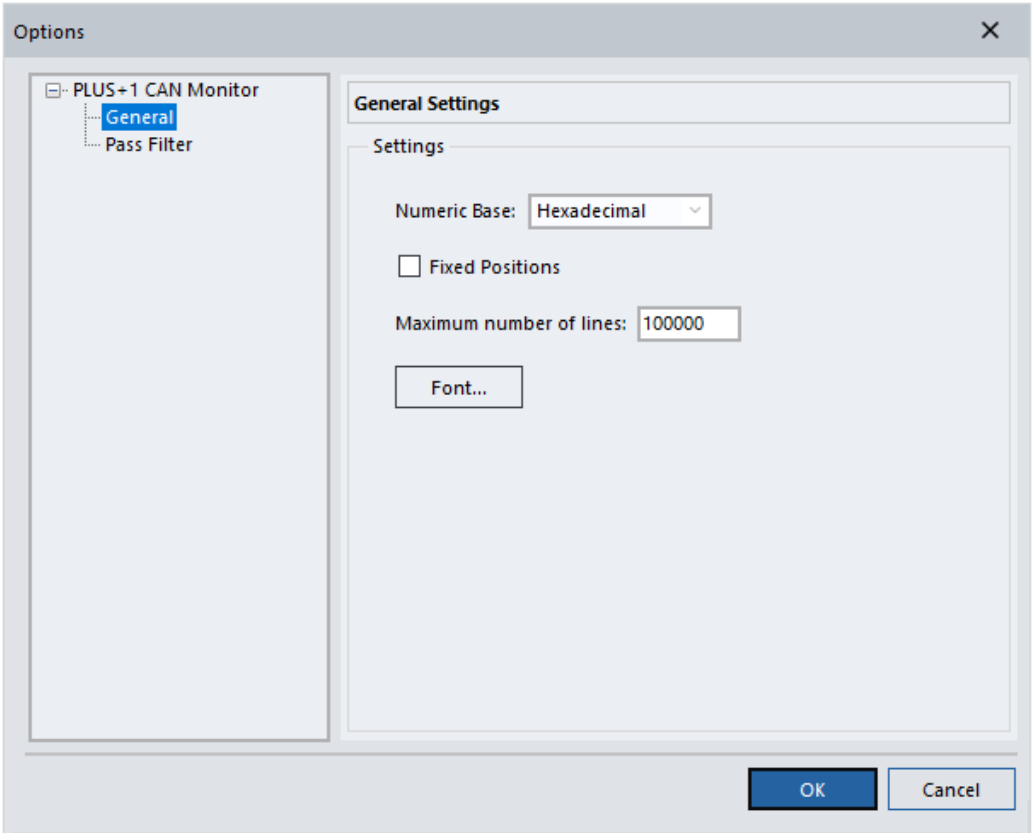 Options
PLUS+1 CAN Monitor
General
Pass Filter
General Settings
Settings
Numeric Base: Hexadecimal
Fixed Positions
Maximum number of lines: 100000
Font...
OK Cancel